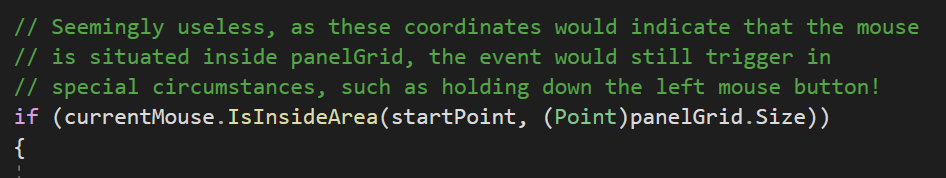 // Seemingly useless, as these coordinates would indicate that the mouse
// is situated inside panelGrid, the event would still trigger in
// special circumstances, such as holding down the left mouse button!
if (currentMouse.IsInsideArea(startPoint, (Point)panelGrid.Size))
{